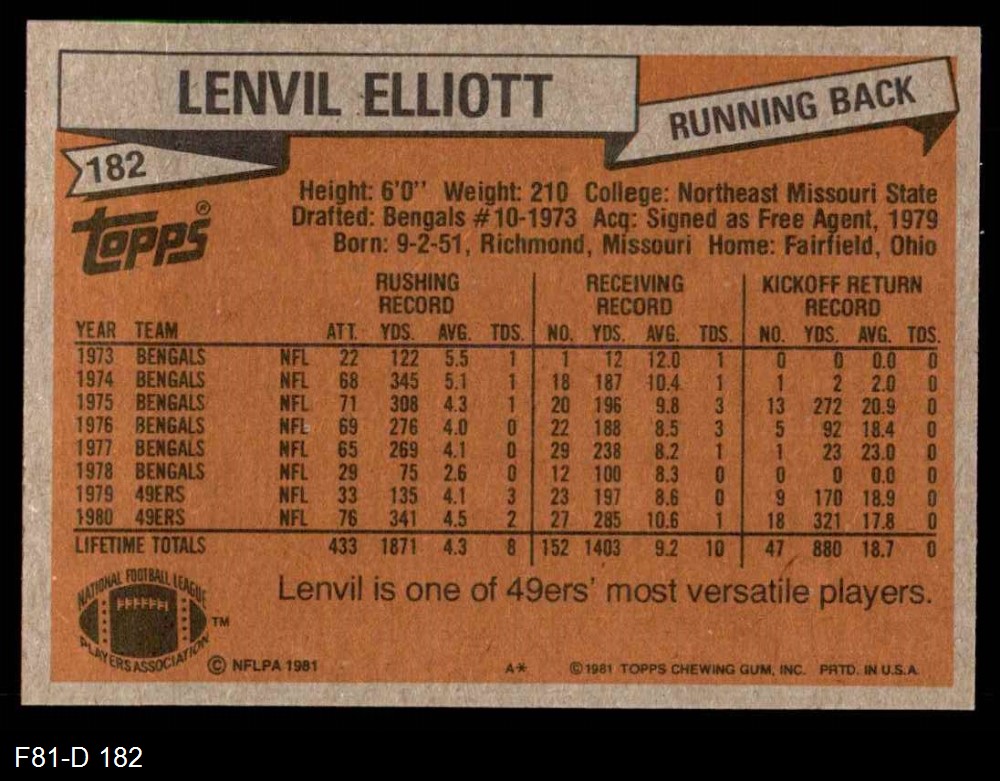 LENVIL ELLIOTT
RUNNING BACK
182
Topps®
Height: 6'0" Weight: 210 College: Northeast Missouri State
Drafted: Bengals #10-1973 Acq: Signed as Free Agent, 1979
Born: 9-2-51, Richmond, Missouri Home: Fairfield, Ohio
RUSHING RECORD RECEIVING RECORD KICKOFF RETURN RECORD
YEAR TEAM ATT. YDS. AVG. TDS. NO. YDS. AVG. TDS. NO. YDS. AVG. TDS.
1973 BENGALS NFL 22 122 5.5 1 1 12 12.0 1 0 0 0.0 0
1974 BENGALS NFL 68 345 5.1 1 18 187 10.4 1 1 2 2.0 0
1975 BENGALS NFL 71 308 4.3 1 20 196 9.8 3 13 272 20.9 0
1976 BENGALS NFL 69 276 4.0 0 22 188 8.5 3 5 92 18.4 0
1977 BENGALS NFL 65 269 4.1 0 29 238 8.2 1 1 23 23.0 0
1978 BENGALS NFL 29 75 2.6 0 12 100 8.3 0 0 0 0.0 0
1979 49ERS NFL 33 135 4.1 3 23 197 8.6 0 9 170 18.9 0
1980 49ERS NFL 76 341 4.5 2 27 285 10.6 1 18 321 17.8 0
LIFETIME TOTALS 433 1871 4.3 8 152 1403 9.2 10 47 880 18.7 0
Lenvil is one of 49ers' most versatile players.
NATIONAL FOOTBALL LEAGUE
PLAYERS ASSOCIATION
TM
© NFLPA 1981 A* © 1981 TOPPS CHEWING GUM, INC. PRTD. IN U.S.A.
F81-D 182